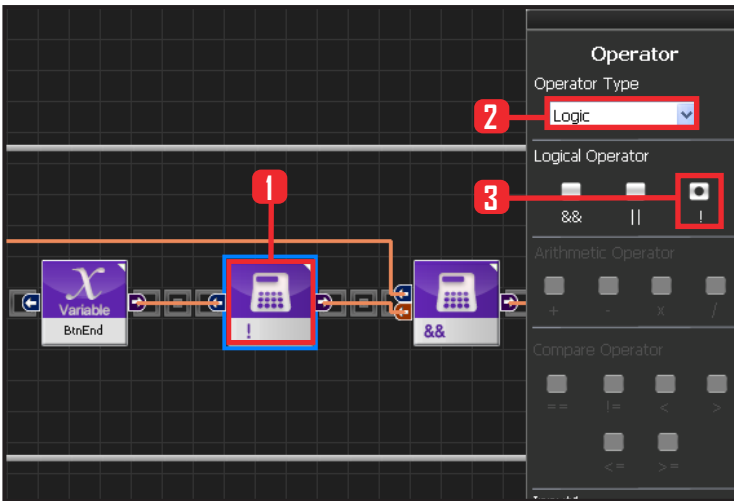 Operator
Operator Type
2
Logic
Logical Operator
1
3
&& || !
Arithmetic Operator
+ - x /
X
Variable
BtnEnd
!
&&
Compare Operator
== != < >
<= >=